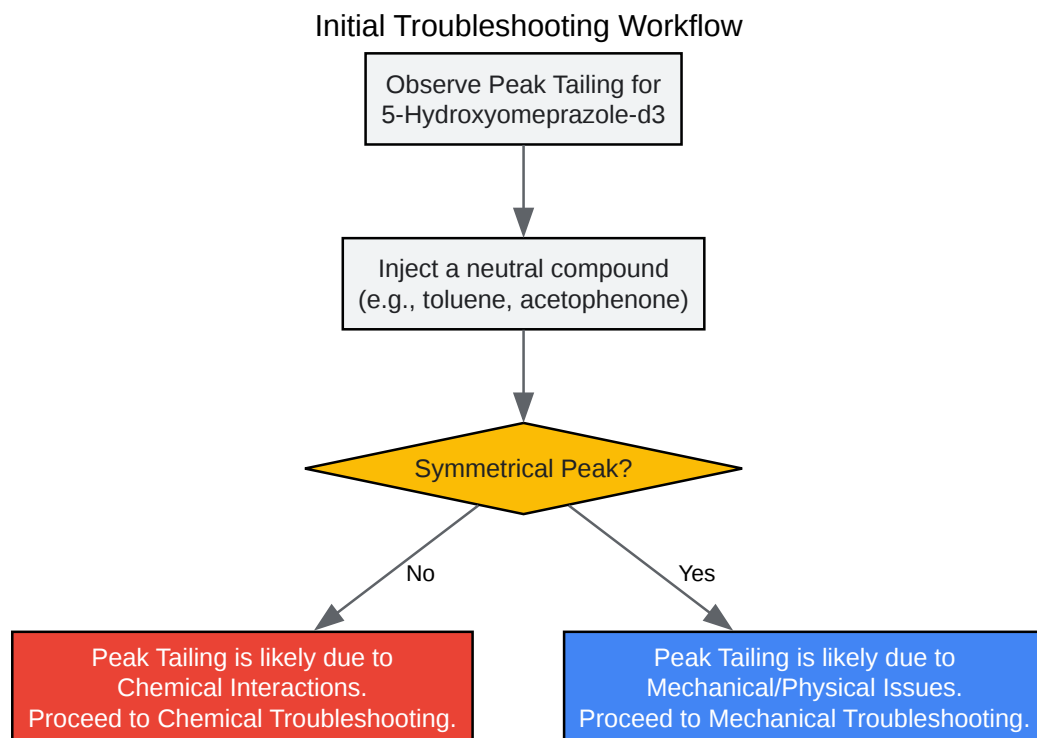 Initial Troubleshooting Workflow
Observe Peak Tailing for
5-Hydroxyomeprazole-d3
Inject a neutral compound
(e.g., toluene, acetophenone)
Symmetrical Peak?
No
Yes
Peak Tailing is likely due to
Chemical Interactions.
Proceed to Chemical Troubleshooting.
Peak Tailing is likely due to
Mechanical/Physical Issues.
Proceed to Mechanical Troubleshooting.